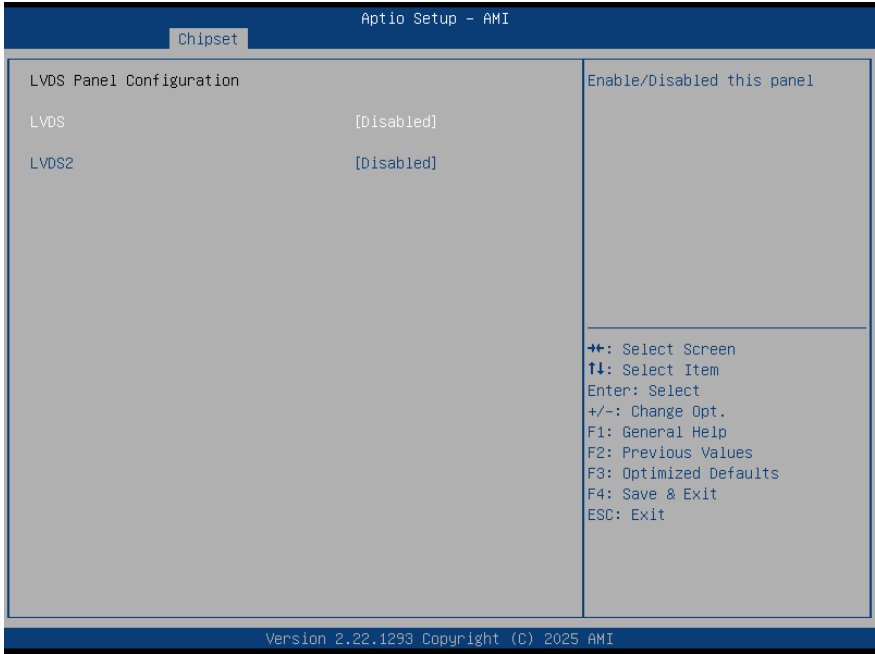 Aptio Setup – AMI
Chipset
LVDS Panel Configuration
LVDS [Disabled]
LVDS2 [Disabled]
Enable/Disabled this panel
→←: Select Screen
↑↓: Select Item
Enter: Select
+/-: Change Opt.
F1: General Help
F2: Previous Values
F3: Optimized Defaults
F4: Save & Exit
ESC: Exit
Version 2.22.1293 Copyright (C) 2025 AMI